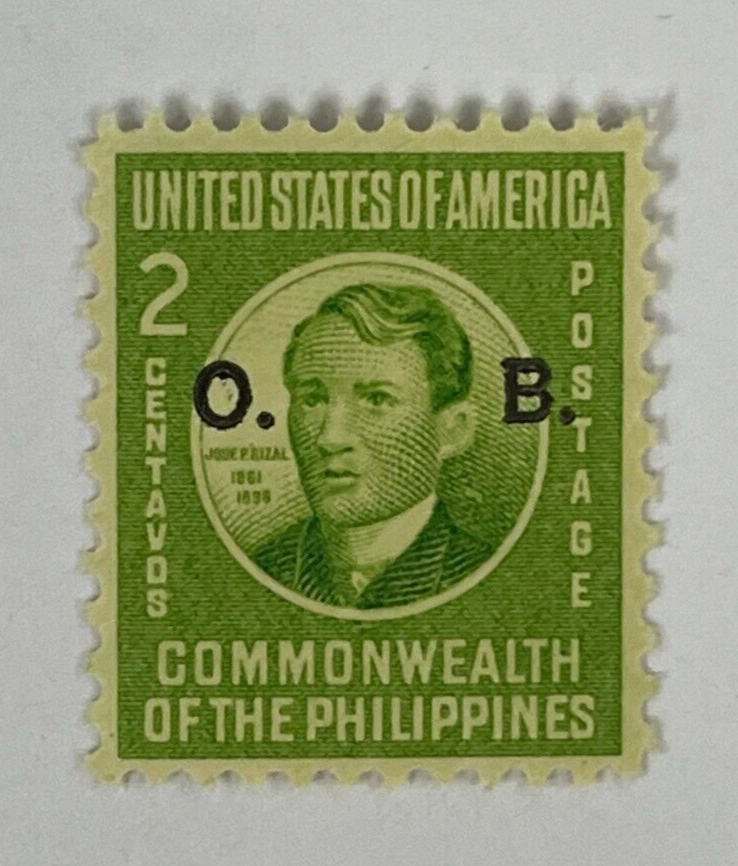 UNITED STATES OF AMERICA
2
CENTAVOS
POSTAGE
O. B.
JOSE P. RIZAL
1861
1896
COMMONWEALTH
OF THE PHILIPPINES